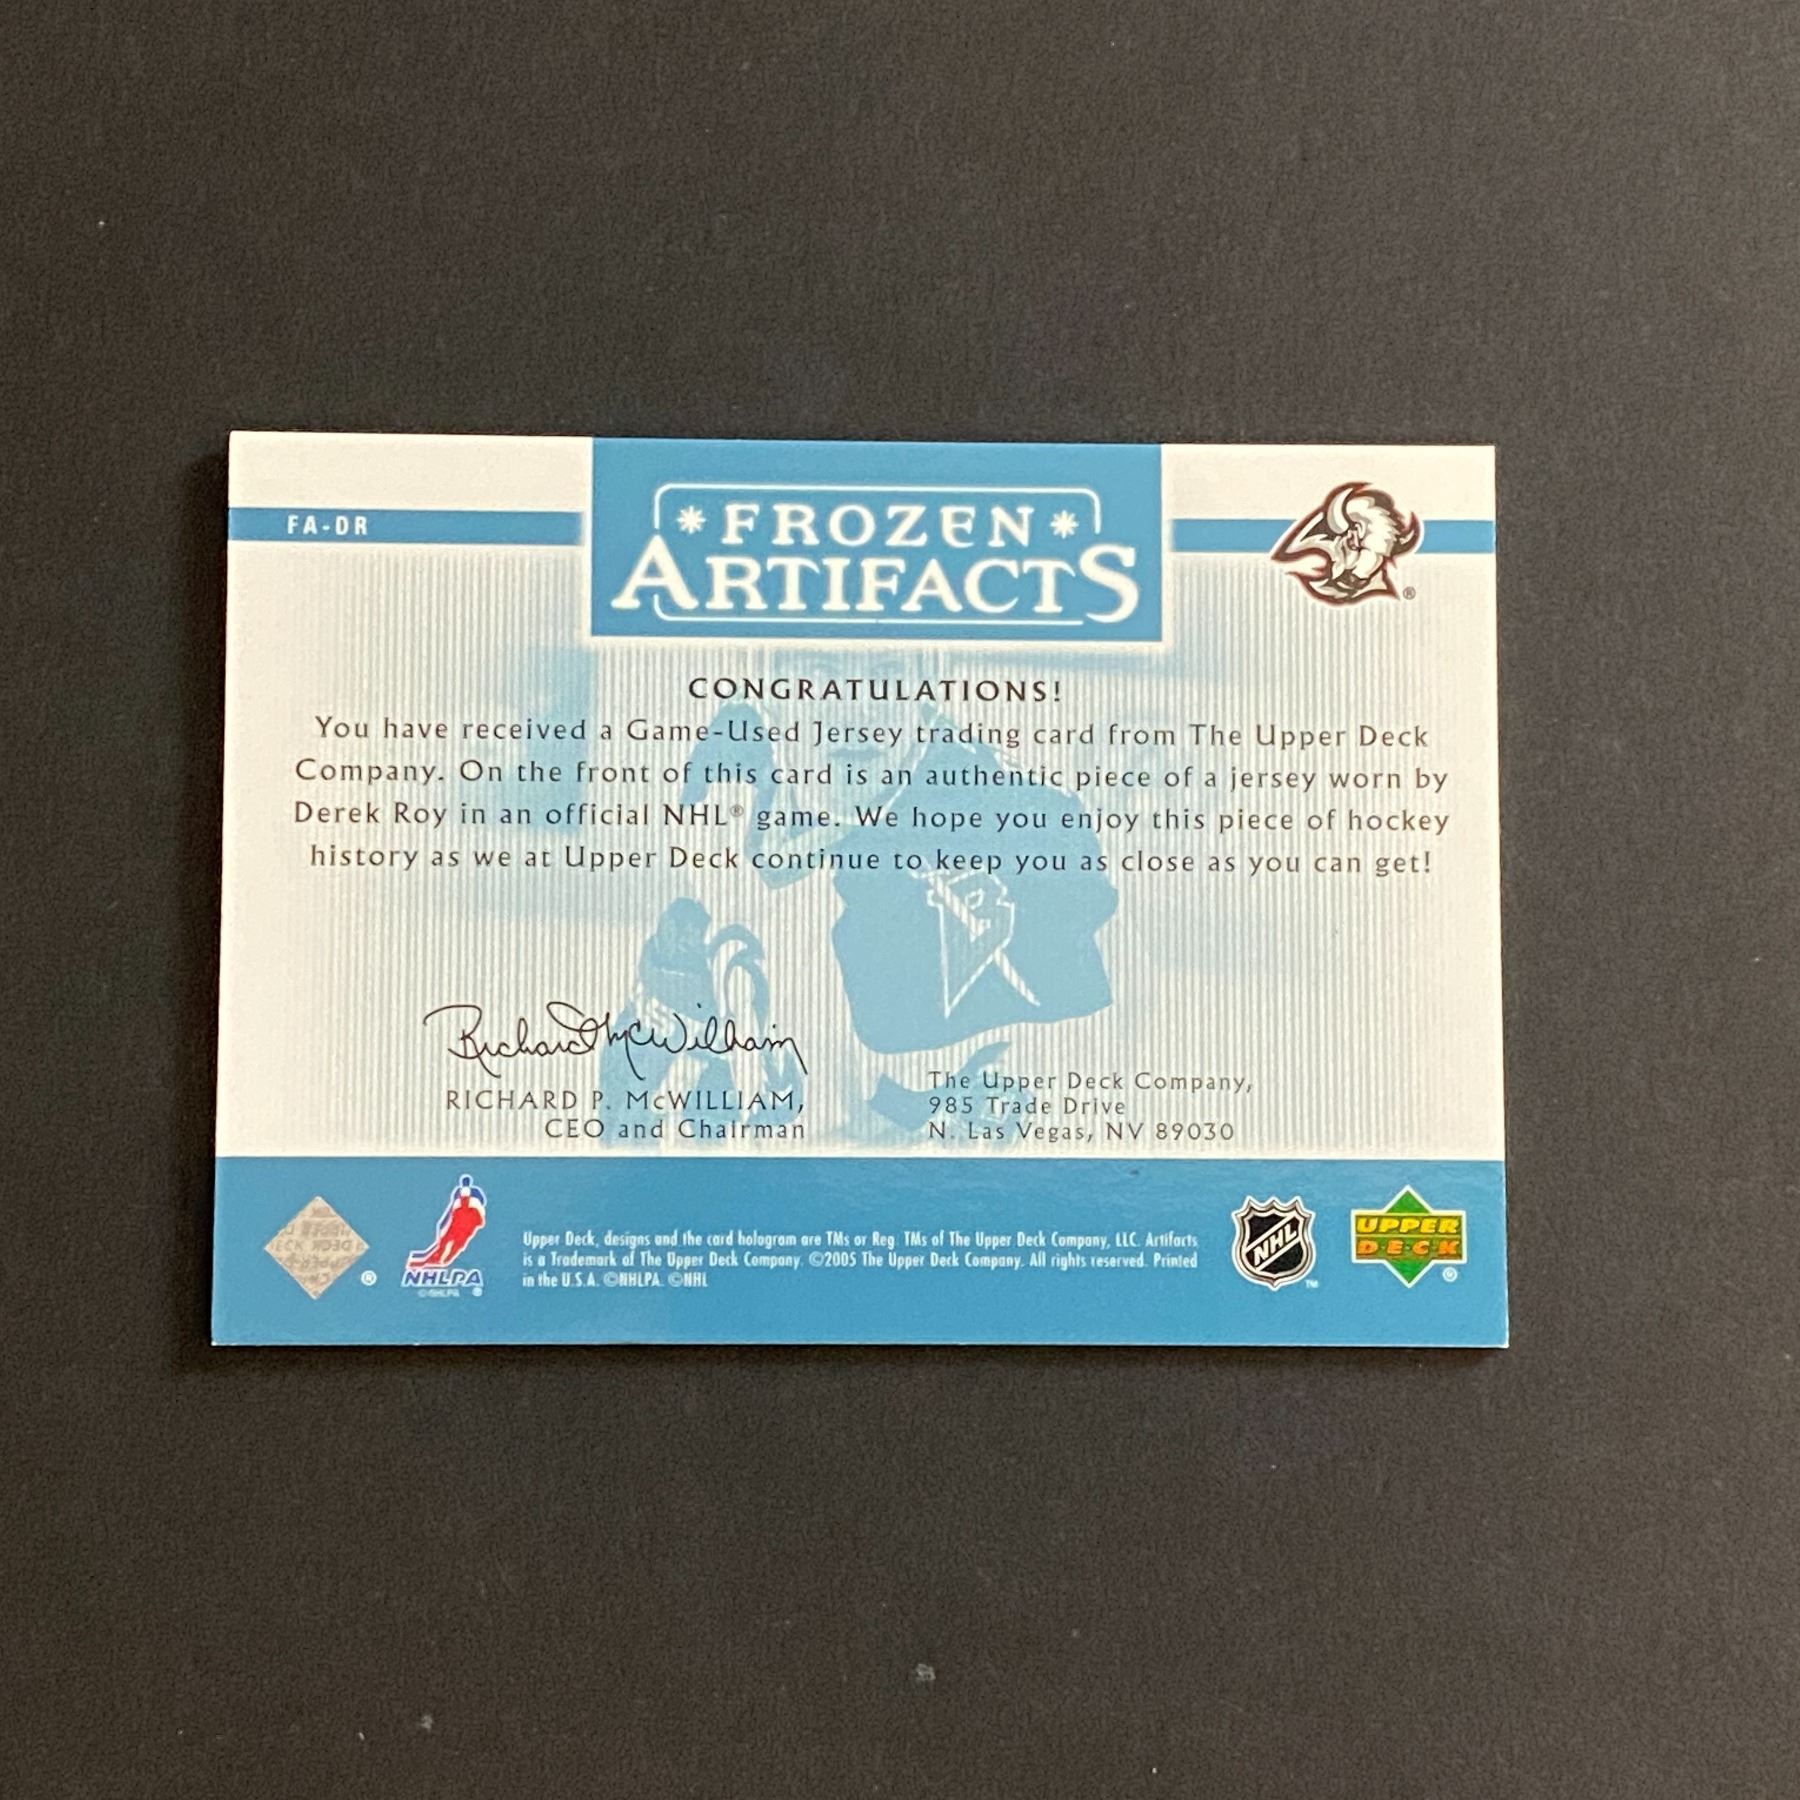 FA-DR
FROZEN
ARTIFACTS
®
CONGRATULATIONS!
You have received a Game-Used Jersey trading card from The Upper Deck
Company. On the front of this card is an authentic piece of a jersey worn by
Derek Roy in an official NHL® game. We hope you enjoy this piece of hockey
history as we at Upper Deck continue to keep you as close as you can get!
Richard McWilliam
RICHARD P. McWILLIAM,
CEO and Chairman
The Upper Deck Company,
985 Trade Drive
N. Las Vegas, NV 89030
®
NHLPA
©NHLPA ®
Upper Deck, designs and the card hologram are TMs or Reg. TMs of The Upper Deck Company, LLC. Artifacts
is a Trademark of The Upper Deck Company. ©2005 The Upper Deck Company. All rights reserved. Printed
in the U.S.A. ©NHLPA. ©NHL
NHL
TM
UPPER
DECK
®